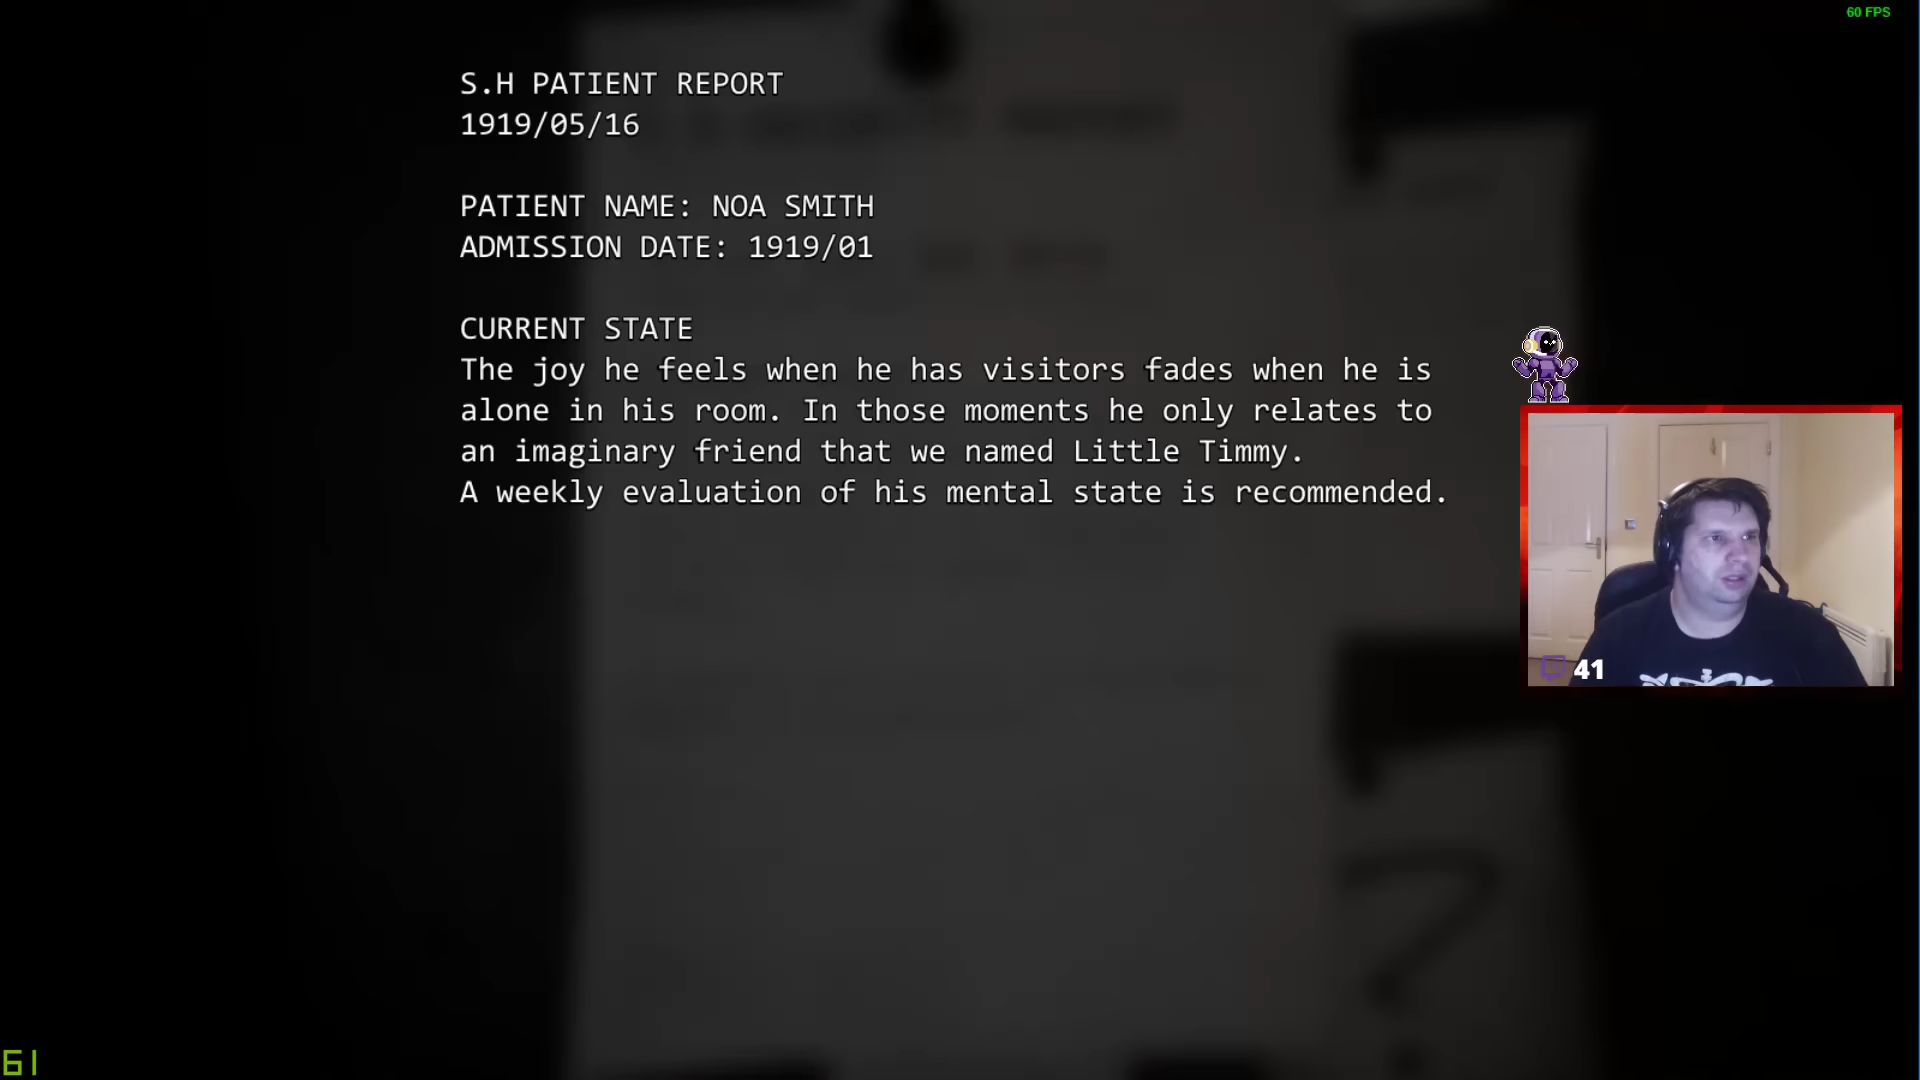 60 FPS
S.H PATIENT REPORT
1919/05/16
PATIENT NAME: NOA SMITH
ADMISSION DATE: 1919/01
CURRENT STATE
The joy he feels when he has visitors fades when he is
alone in his room. In those moments he only relates to
an imaginary friend that we named Little Timmy.
A weekly evaluation of his mental state is recommended.
41
61